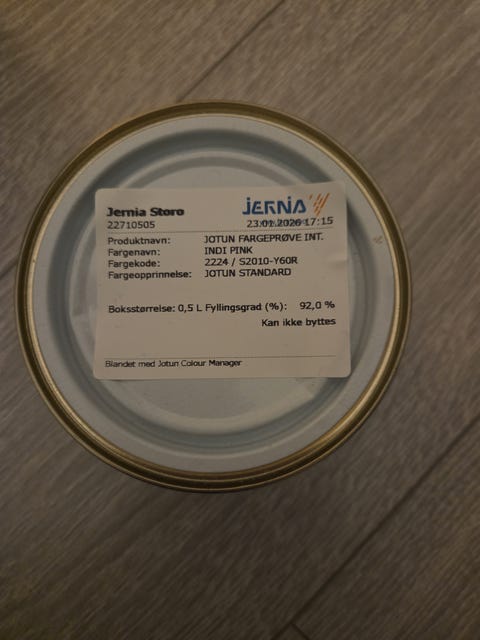 Jernia Storo
JERNIA
22710505
23.01.2026 17:15
Produktnavn: JOTUN FARGEPRØVE INT.
Fargenavn: INDI PINK
Fargekode: 2224 / S2010-Y60R
Fargeopprinnelse: JOTUN STANDARD
Boksstørrelse: 0,5 L Fyllingsgrad (%): 92,0 %
Kan ikke byttes
Blandet med Jotun Colour Manager